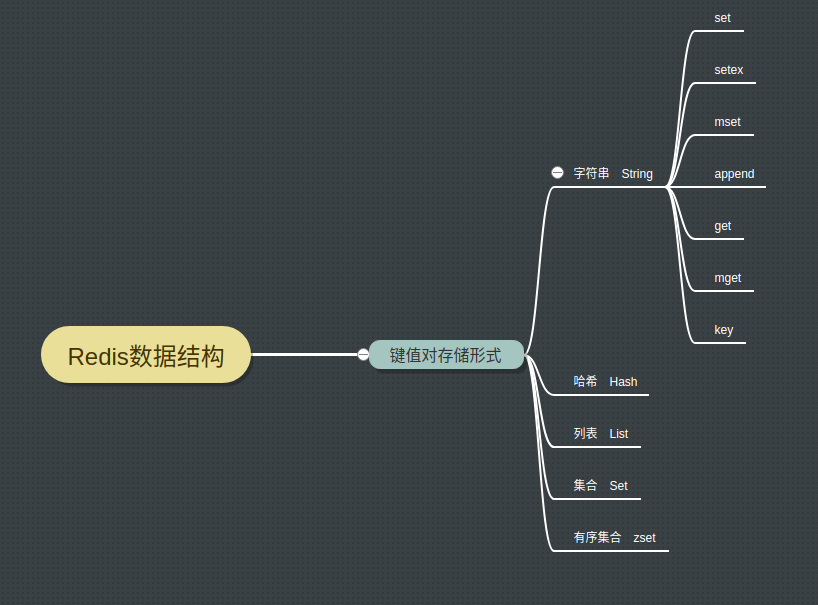 Redis数据结构
键值对存储形式
字符串 String
set
setex
mset
append
get
mget
key
哈希 Hash
列表 List
集合 Set
有序集合 zset